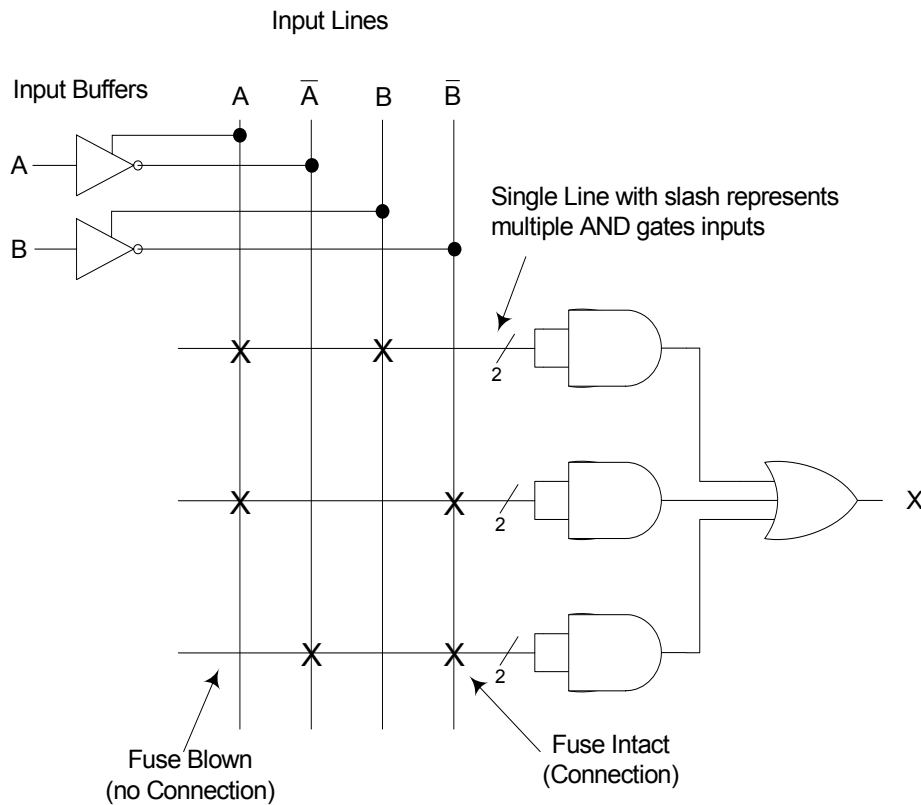 Input Lines
Input Buffers
A A̅ B B̅
A
B
Single Line with slash represents
multiple AND gates inputs
X X
2
X X
2
X
X X
2
Fuse Blown
(no Connection)
Fuse Intact
(Connection)